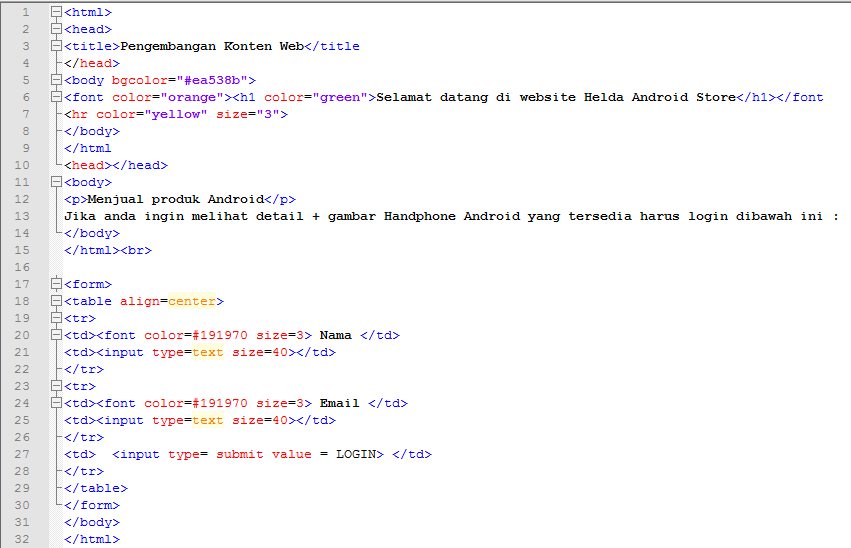 1 <html>
2 <head>
3 <title>Pengembangan Konten Web</title
4 </head>
5 <body bgcolor="#ea538b">
6 <font color="orange"><h1 color="green">Selamat datang di website Helda Android Store</h1></font
7 <hr color="yellow" size="3">
8 </body>
9 </html
10 <head></head>
11 <body>
12 <p>Menjual produk Android</p>
13 Jika anda ingin melihat detail + gambar Handphone Android yang tersedia harus login dibawah ini :
14 </body>
15 </html><br>
16
17 <form>
18 <table align=center>
19 <tr>
20 <td><font color=#191970 size=3> Nama </td>
21 <td><input type=text size=40></td>
22 </tr>
23 <tr>
24 <td><font color=#191970 size=3> Email </td>
25 <td><input type=text size=40></td>
26 </tr>
27 <td>  <input type= submit value = LOGIN> </td>
28 </tr>
29 </table>
30 </form>
31 </body>
32 </html>